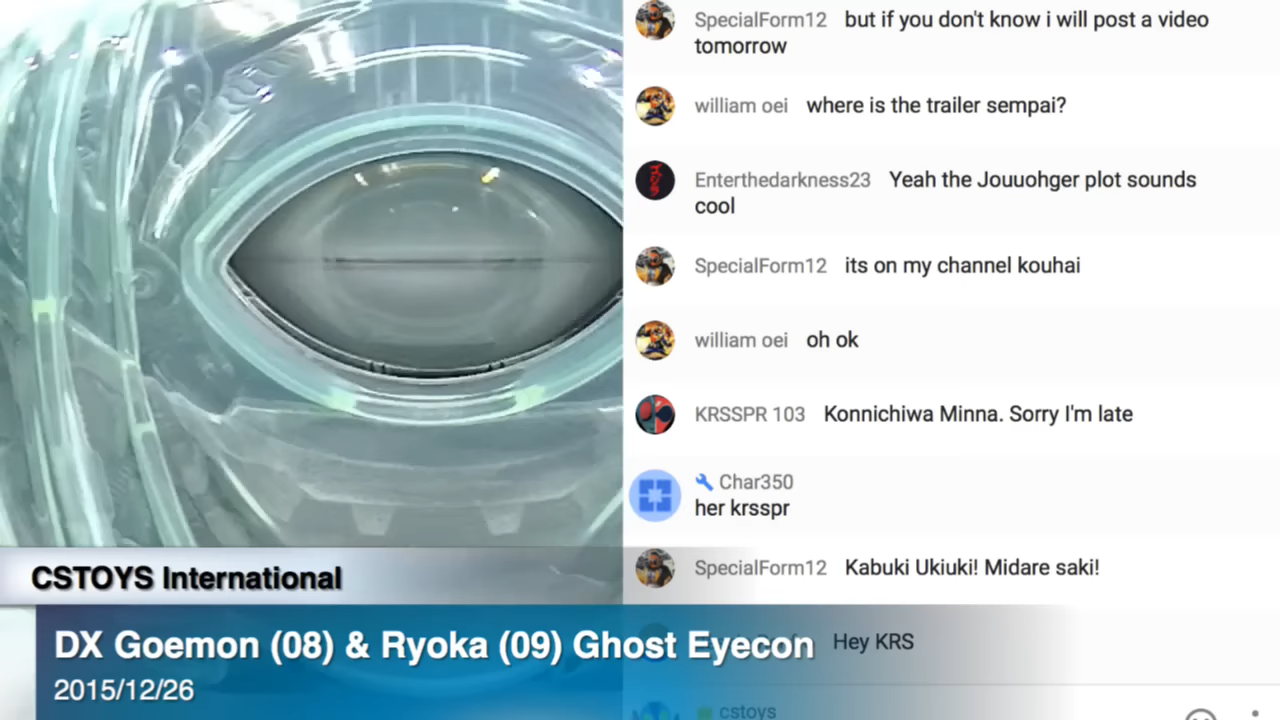 SpecialForm12 but if you don't know i will post a video
tomorrow
william oei where is the trailer sempai?
Enterthedarkness23 Yeah the Jouuohger plot sounds
cool
SpecialForm12 its on my channel kouhai
william oei oh ok
KRSSPR 103 Konnichiwa Minna. Sorry I'm late
Char350
her krsspr
SpecialForm12 Kabuki Ukiuki! Midare saki!
Hey KRS
cstoys
CSTOYS International
DX Goemon (08) & Ryoka (09) Ghost Eyecon
2015/12/26